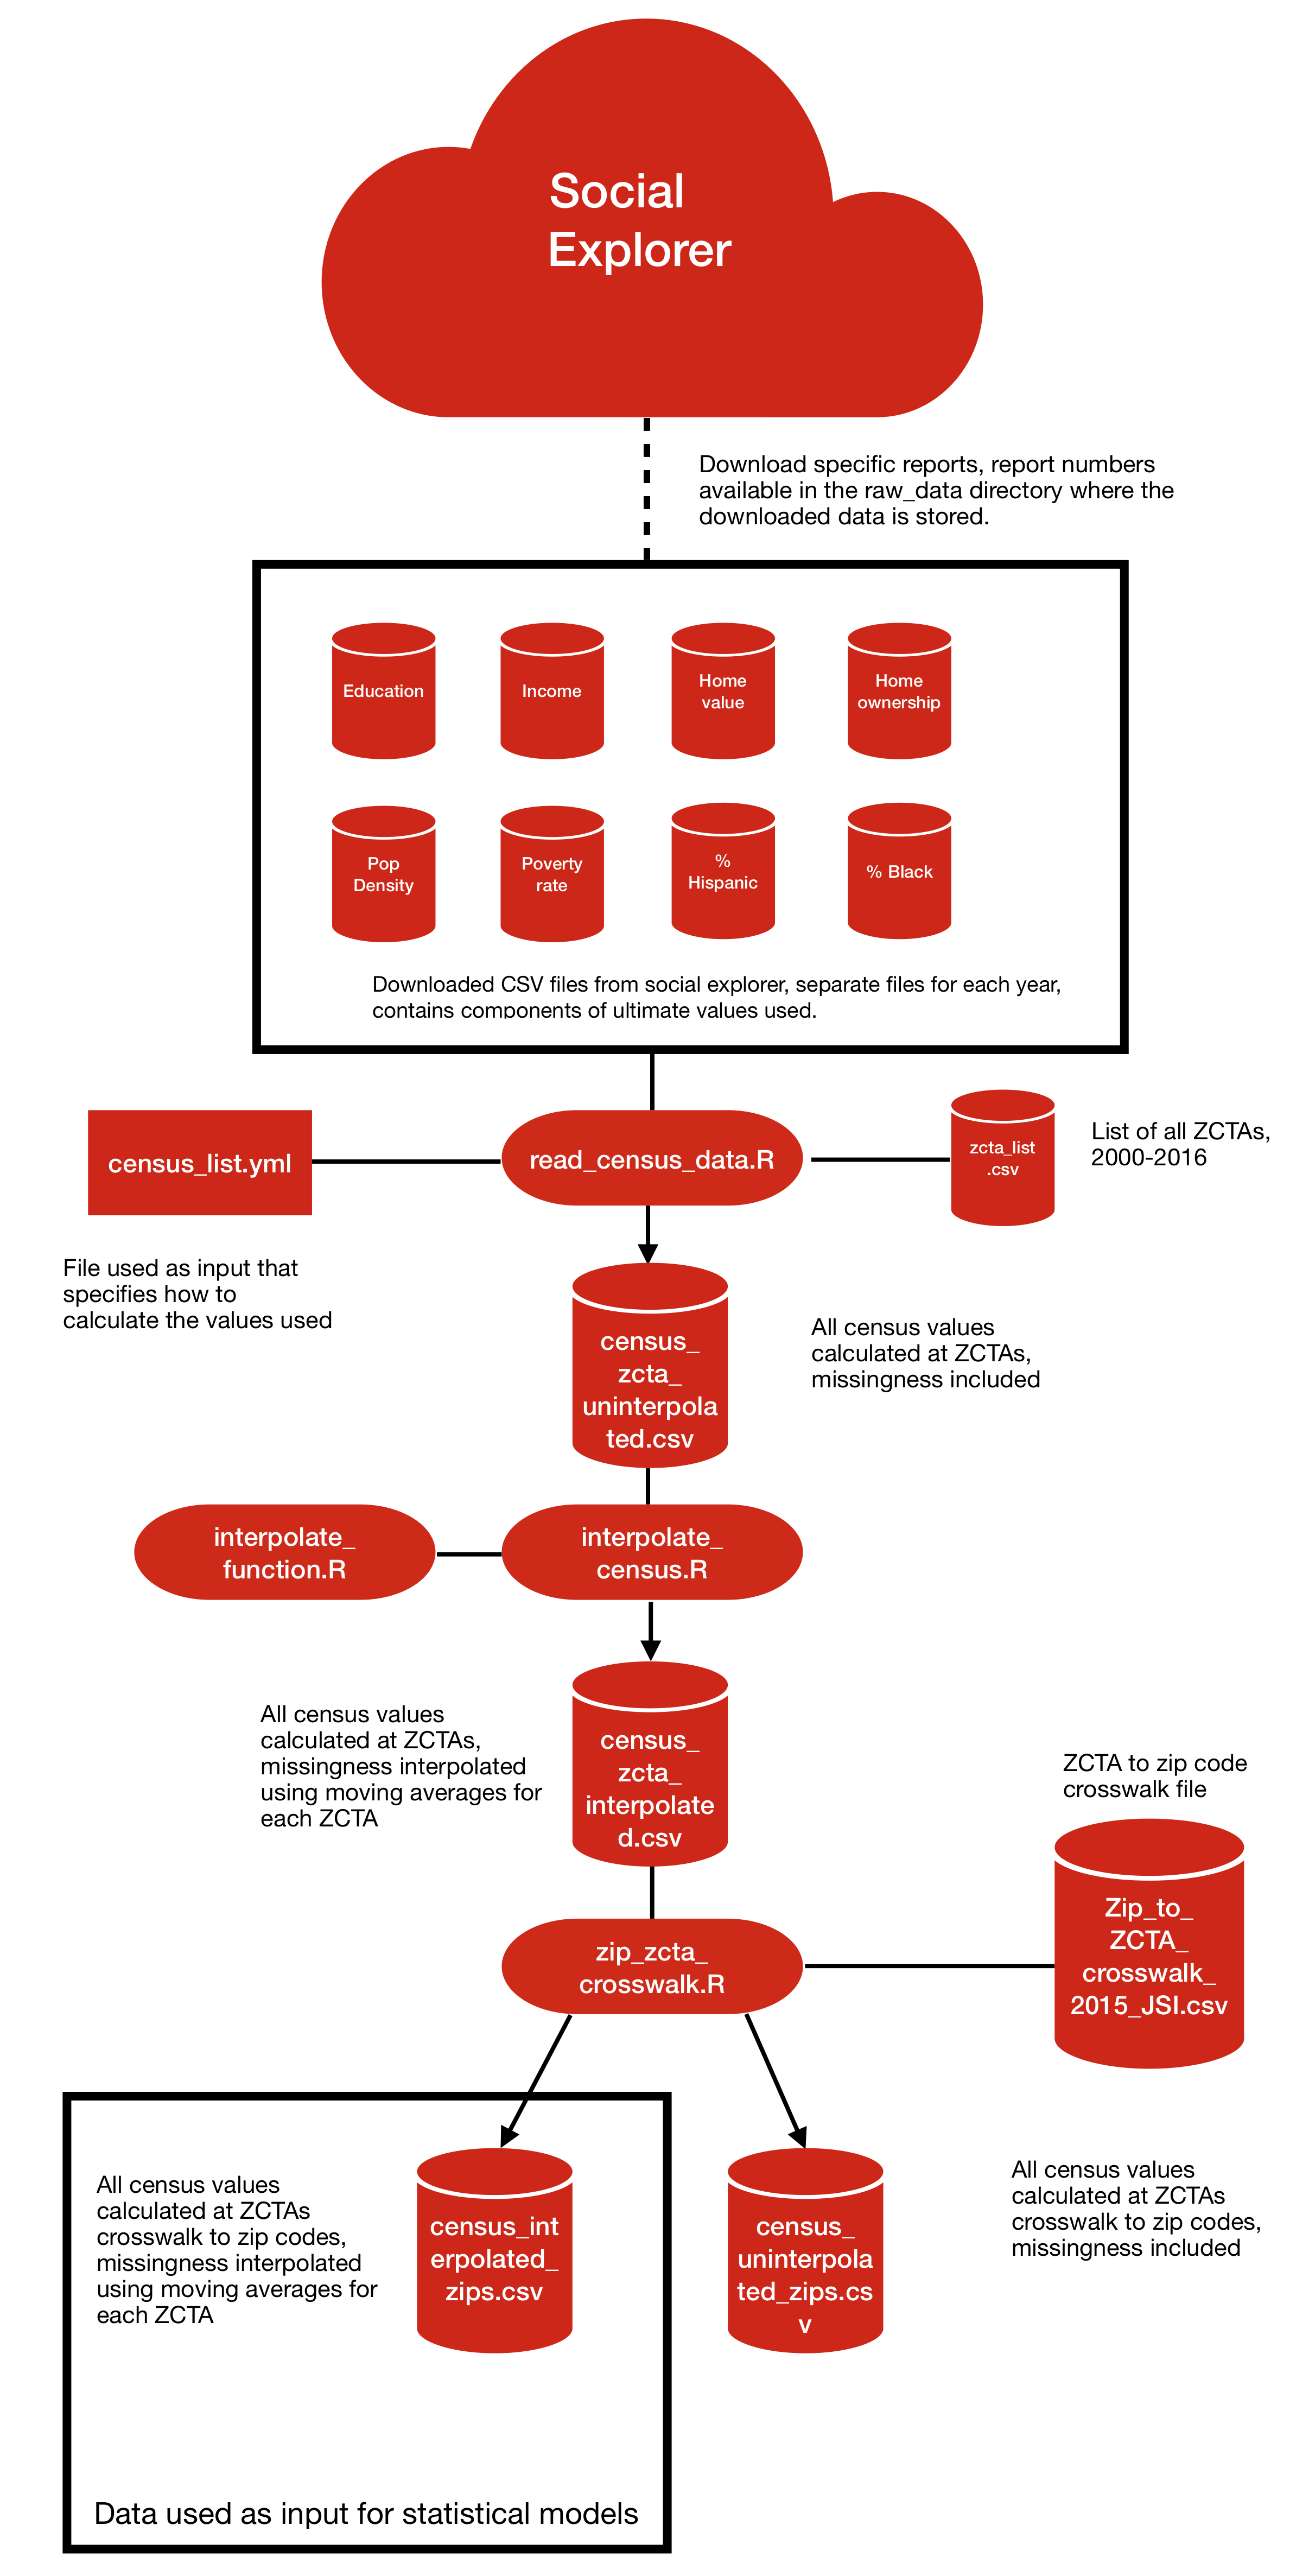 Social
Explorer
Download specific reports, report numbers
available in the raw_data directory where the
downloaded data is stored.
Education
Income
Home
value
Home
ownership
Pop
Density
Poverty
rate
%
Hispanic
% Black
Downloaded CSV files from social explorer, separate files for each year,
contains components of ultimate values used.
census_list.yml
read_census_data.R
zcta_list
.csv
List of all ZCTAs,
2000-2016
File used as input that
specifies how to
calculate the values used
census_
zcta_
uninterpola
ted.csv
All census values
calculated at ZCTAs,
missingness included
interpolate_
function.R
interpolate_
census.R
All census values
calculated at ZCTAs,
missingness interpolated
using moving averages for
each ZCTA
census_
zcta_
interpolate
d.csv
ZCTA to zip code
crosswalk file
Zip_to_
ZCTA_
crosswalk_
2015_JSI.csv
zip_zcta_
crosswalk.R
All census values
calculated at ZCTAs
crosswalk to zip codes,
missingness interpolated
using moving averages for
each ZCTA
census_int
erpolated_
zips.csv
census_
uninterpola
ted_zips.cs
v
All census values
calculated at ZCTAs
crosswalk to zip codes,
missingness included
Data used as input for statistical models